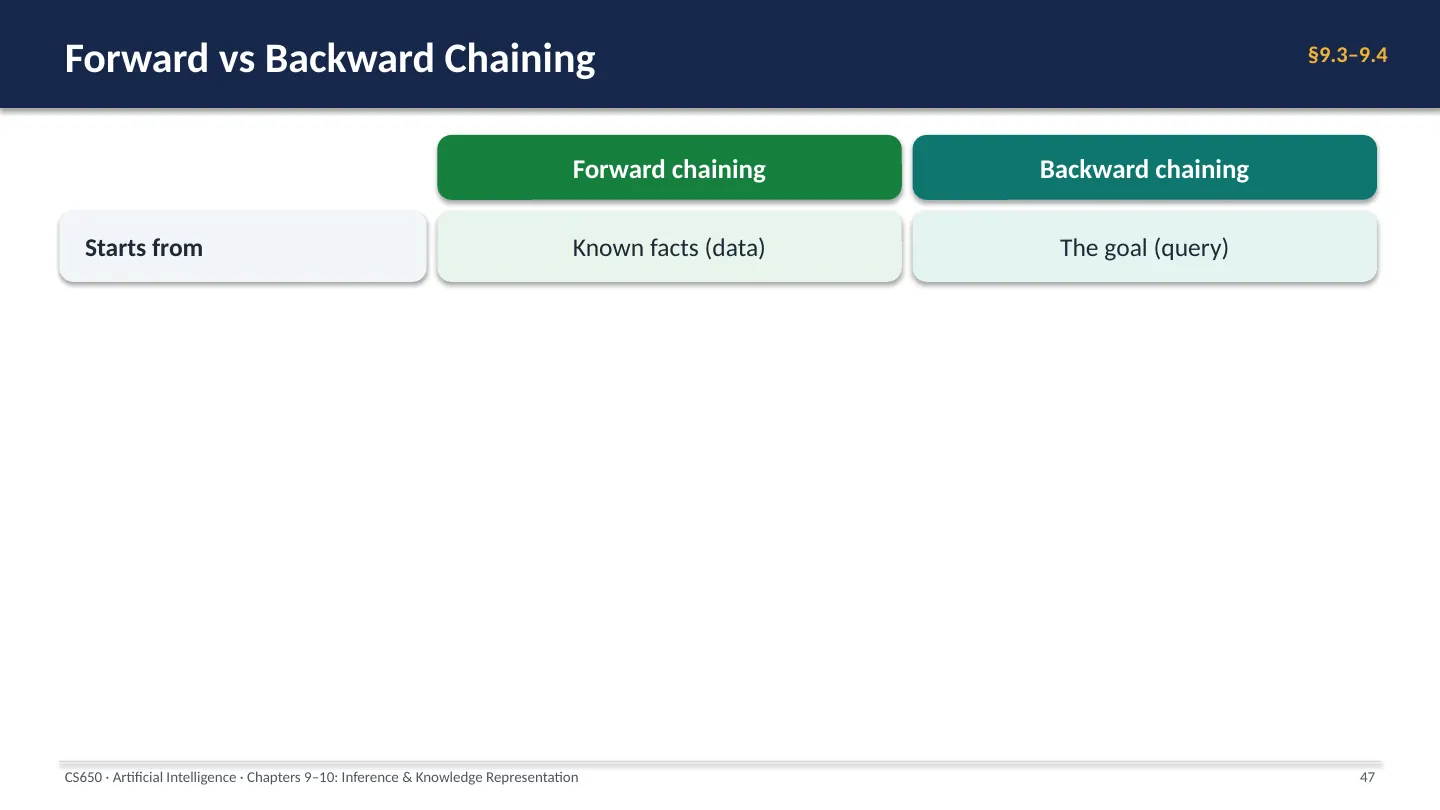 Forward vs Backward Chaining
§9.3–9.4
Forward chaining
Backward chaining
Starts from
Known facts (data)
The goal (query)
CS650 · Artificial Intelligence · Chapters 9–10: Inference & Knowledge Representation
47